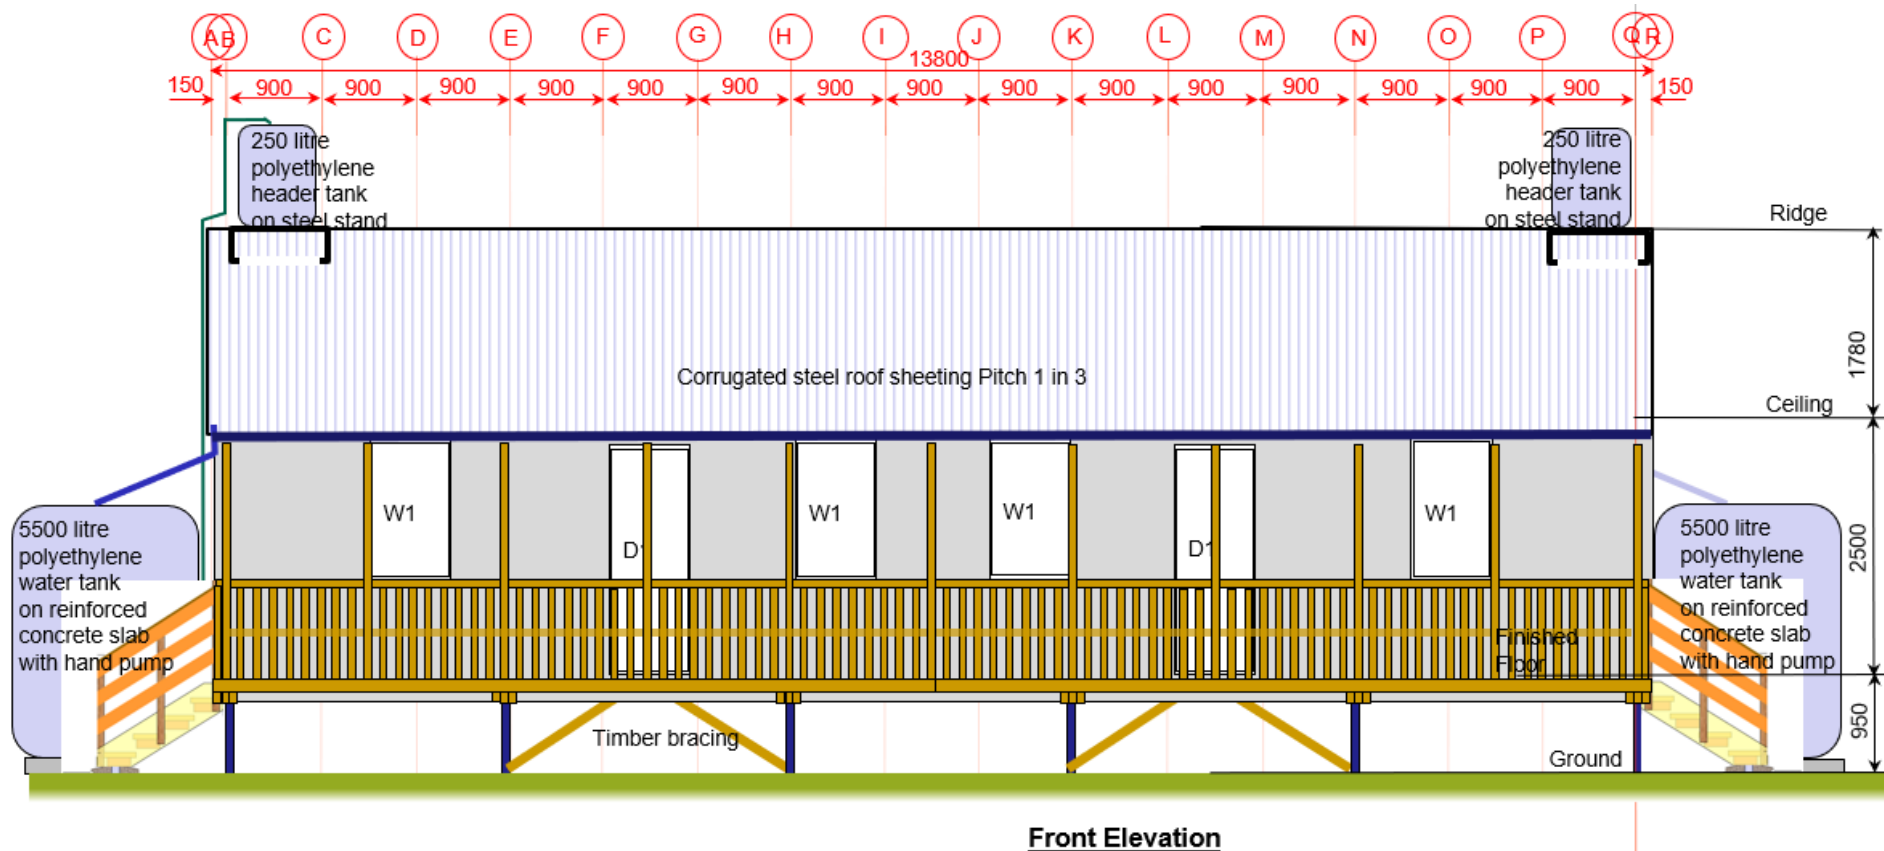 A B C D E F G H I J K L M N O P Q R
13800
150 900 900 900 900 900 900 900 900 900 900 900 900 900 900 900 150
250 litre
polyethylene
header tank
on steel stand
250 litre
polyethylene
header tank
on steel stand
Ridge
1780
Corrugated steel roof sheeting Pitch 1 in 3
Ceiling
W1
D1
W1
W1
D1
W1
2500
5500 litre
polyethylene
water tank
on reinforced
concrete slab
with hand pump
5500 litre
polyethylene
water tank
on reinforced
concrete slab
with hand pump
Finished
Floor
950
Timber bracing
Ground
Front Elevation